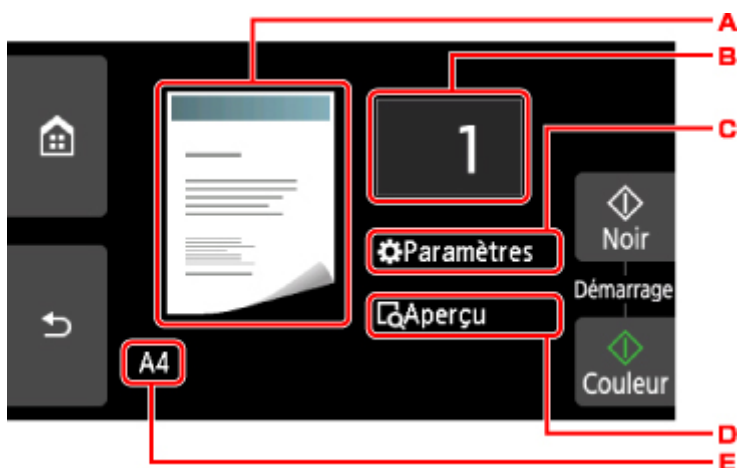 A
B
1
C
Noir
Paramètres
Démarrage
Aperçu
A4
Couleur
D
E